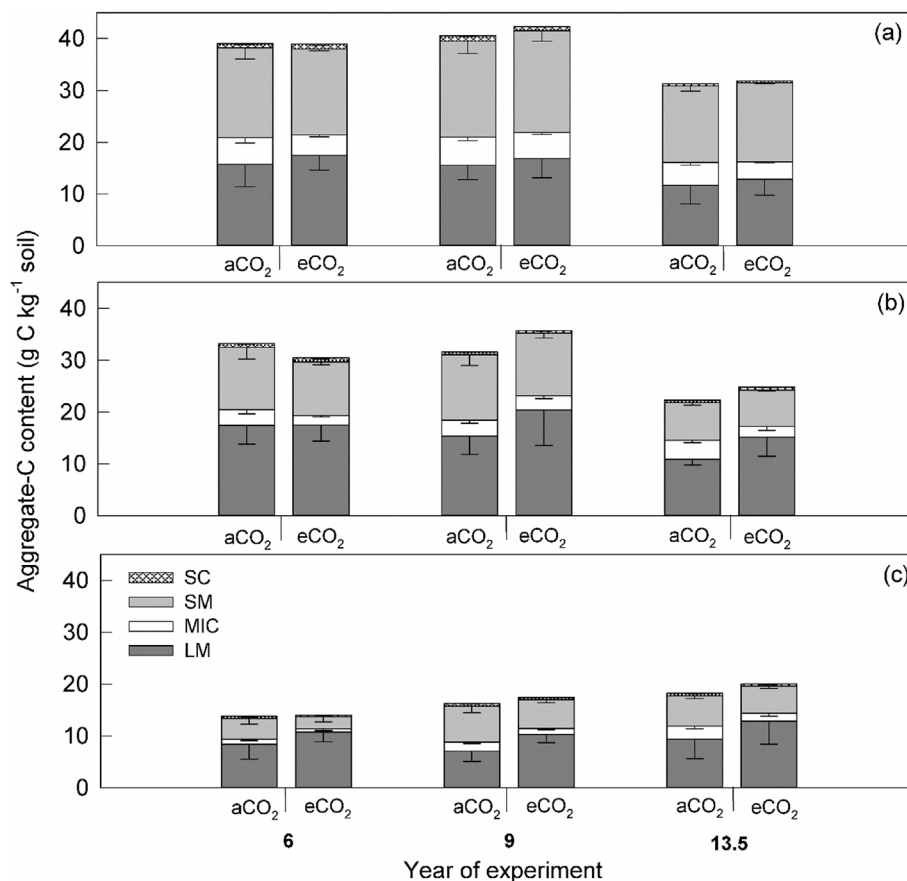 Aggregate-C content (g C kg⁻¹ soil)
(a)
40
30
20
10
0
aCO₂ eCO₂ aCO₂ eCO₂ aCO₂ eCO₂
(b)
40
30
20
10
0
aCO₂ eCO₂ aCO₂ eCO₂ aCO₂ eCO₂
(c)
40
30
20
10
0
SC
SM
MIC
LM
aCO₂ eCO₂ aCO₂ eCO₂ aCO₂ eCO₂
6 9 13.5
Year of experiment